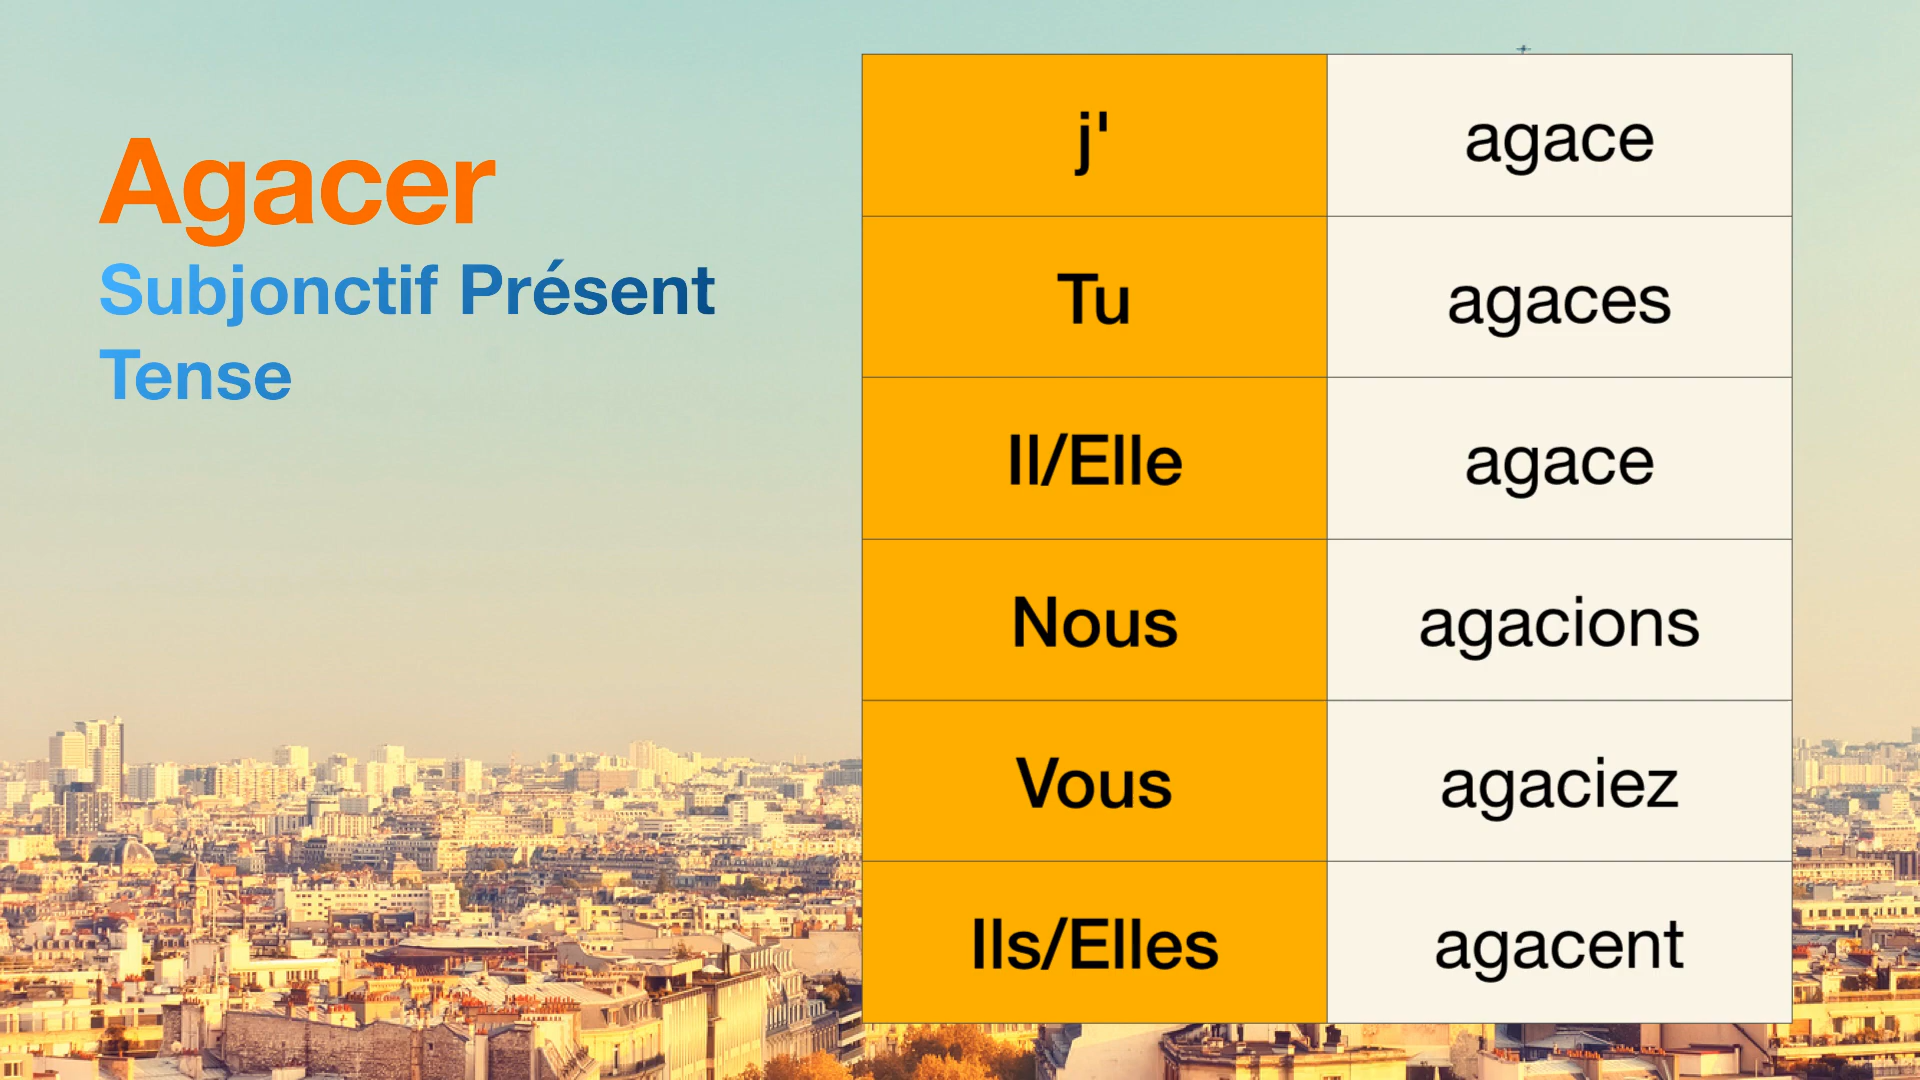 Agacer
Subjonctif Présent
Tense
j' agace
Tu agaces
Il/Elle agace
Nous agacions
Vous agaciez
Ils/Elles agacent